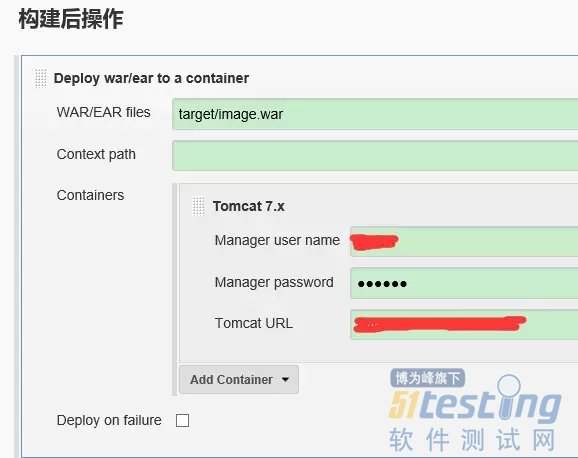 构建后操作
Deploy war/ear to a container
WAR/EAR files target/image.war
Context path
Containers
Tomcat 7.x
Manager user name
Manager password ••••••
Tomcat URL
Add Container
Deploy on failure
博为峰旗下
51testing
软件测试网